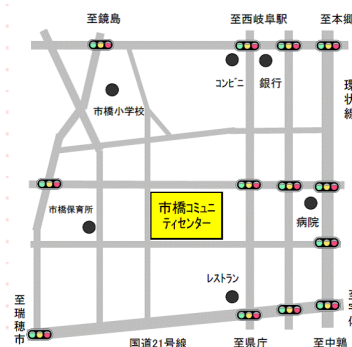 至鏡島
至西岐阜駅
至本郷
コンビニ
銀行
市橋小学校
環状線
市橋保育所
市橋コミュニ
ティセンター
病院
レストラン
至瑞穂市
国道21号線
至県庁
至中鶉
至